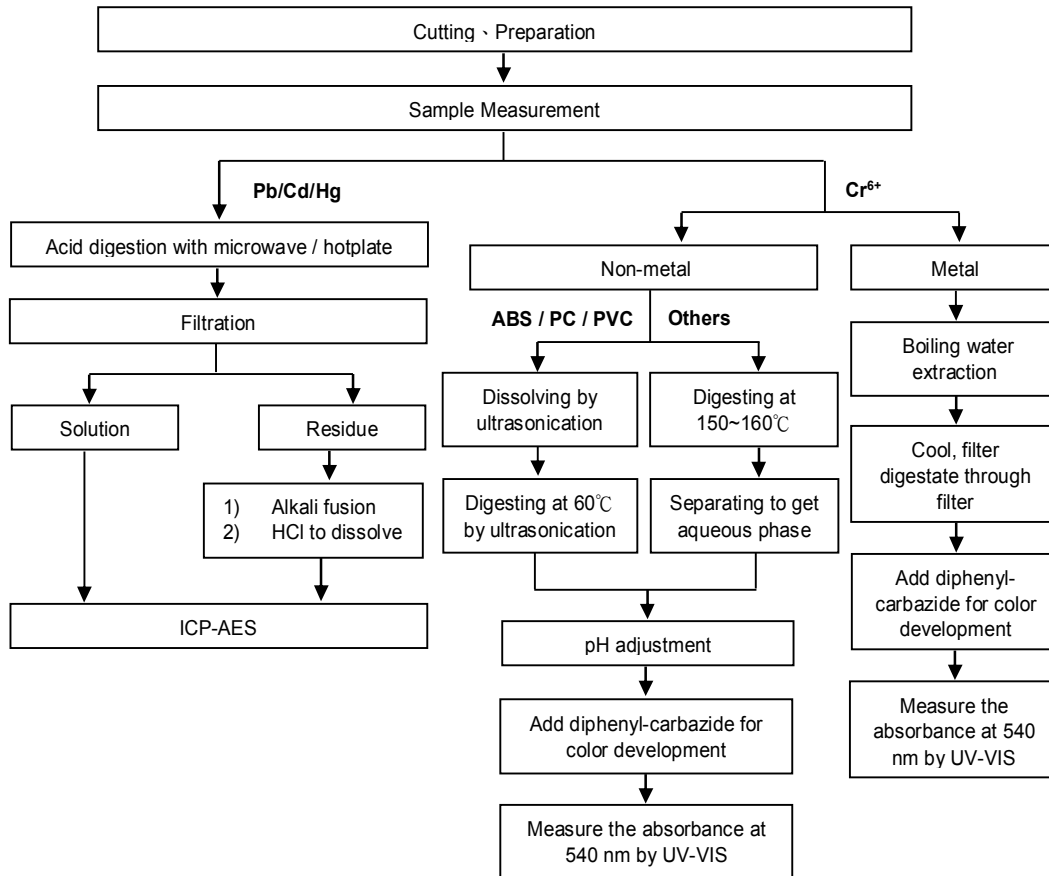 Cutting、Preparation
Sample Measurement
Pb/Cd/Hg
Cr⁶⁺
Acid digestion with microwave / hotplate
Filtration
Solution
Residue
1) Alkali fusion
2) HCl to dissolve
ICP-AES
Non-metal
ABS / PC / PVC
Others
Dissolving by
ultrasonication
Digesting at 60℃
by ultrasonication
Digesting at
150~160℃
Separating to get
aqueous phase
pH adjustment
Add diphenyl-carbazide for
color development
Measure the absorbance at
540 nm by UV-VIS
Metal
Boiling water
extraction
Cool, filter
digestate through
filter
Add diphenyl-
carbazide for color
development
Measure the
absorbance at 540
nm by UV-VIS